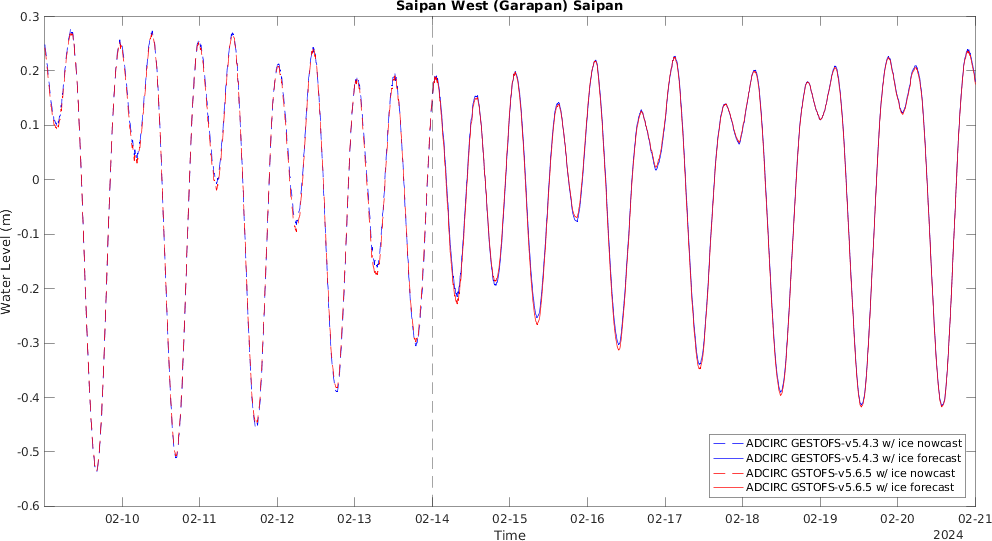 Saipan West (Garapan) Saipan
Water Level (m)
0.3
0.2
0.1
0
-0.1
-0.2
-0.3
-0.4
-0.5
-0.6
ADCIRC GESTOFS-v5.4.3 w/ ice nowcast
ADCIRC GESTOFS-v5.4.3 w/ ice forecast
ADCIRC GSTOFS-v5.6.5 w/ ice nowcast
ADCIRC GSTOFS-v5.6.5 w/ ice forecast
02-10 02-11 02-12 02-13 02-14 02-15 02-16 02-17 02-18 02-19 02-20 02-21
Time
2024